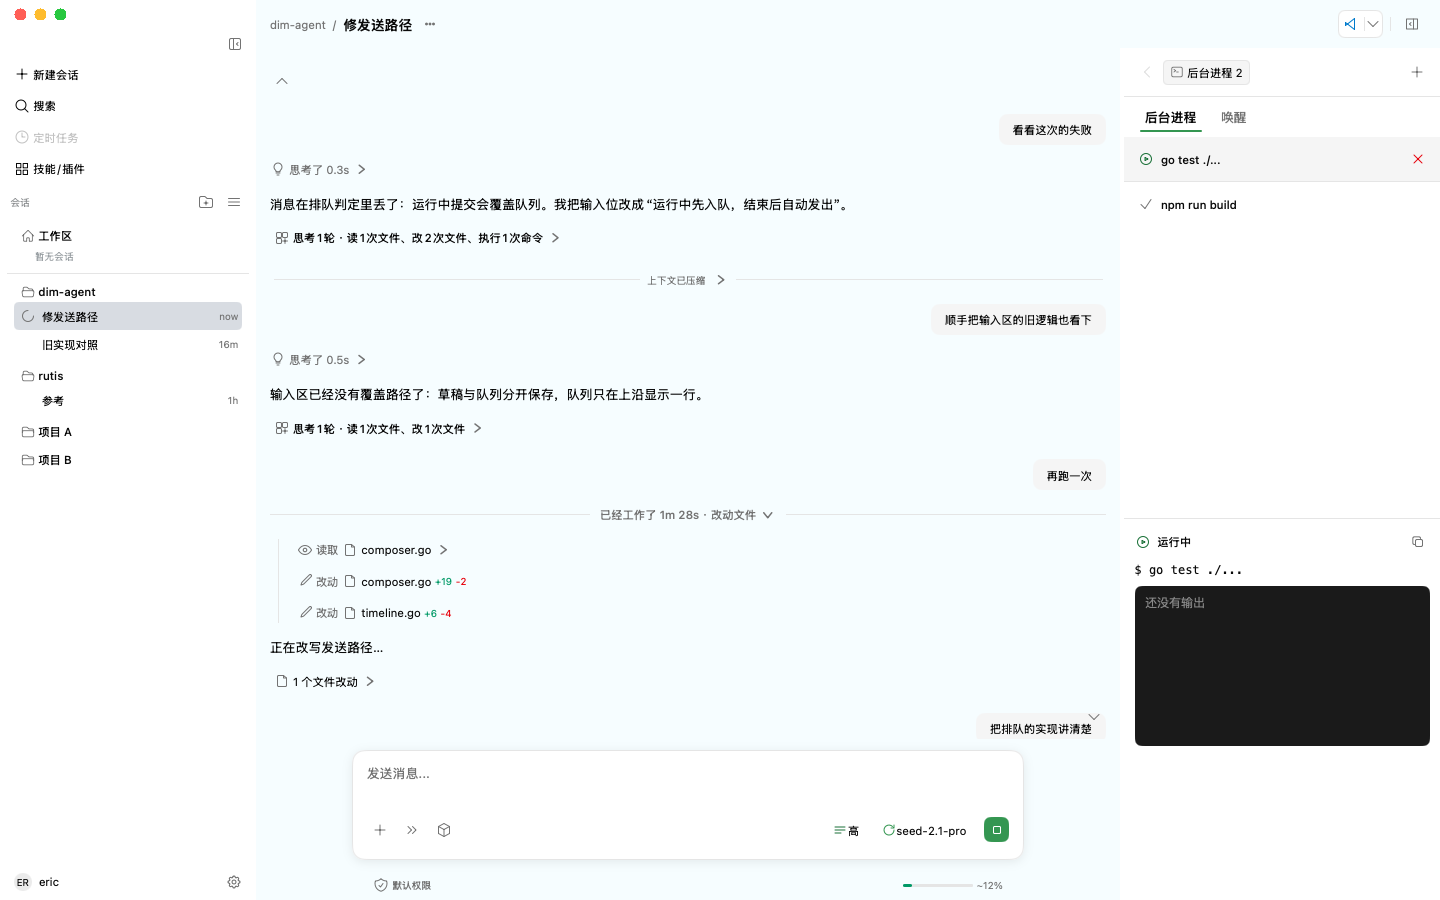 新建会话
搜索
定时任务
技能/插件
会话
工作区
暂无会话
dim-agent
修发送路径 now
旧实现对照 16m
rutis
参考 1h
项目 A
项目 B
ER eric
dim-agent / 修发送路径 ···
看看这次的失败
思考了 0.3s
消息在排队判定里丢了：运行中提交会覆盖队列。我把输入位改成“运行中先入队，结束后自动发出”。
思考1轮 · 读1次文件、改2次文件、执行1次命令
上下文已压缩
顺手把输入区的旧逻辑也看下
思考了 0.5s
输入区已经没有覆盖路径了：草稿与队列分开保存，队列只在上沿显示一行。
思考1轮 · 读1次文件、改1次文件
再跑一次
已经工作了 1m 28s · 改动文件
读取 composer.go
改动 composer.go +19 -2
改动 timeline.go +6 -4
正在改写发送路径...
1 个文件改动
把排队的实现讲清楚
发送消息...
高 seed-2.1-pro
默认权限 ~12%
后台进程 2
后台进程 唤醒
go test ./...
npm run build
运行中
$ go test ./...
还没有输出